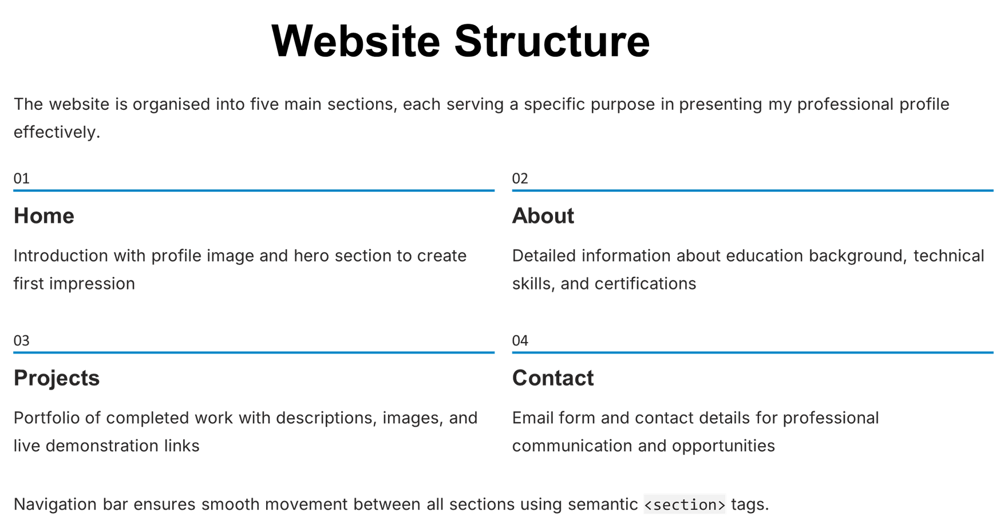 Website Structure
The website is organised into five main sections, each serving a specific purpose in presenting my professional profile
effectively.
01
Home
Introduction with profile image and hero section to create
first impression
02
About
Detailed information about education background, technical
skills, and certifications
03
Projects
Portfolio of completed work with descriptions, images, and
live demonstration links
04
Contact
Email form and contact details for professional
communication and opportunities
Navigation bar ensures smooth movement between all sections using semantic <section> tags.